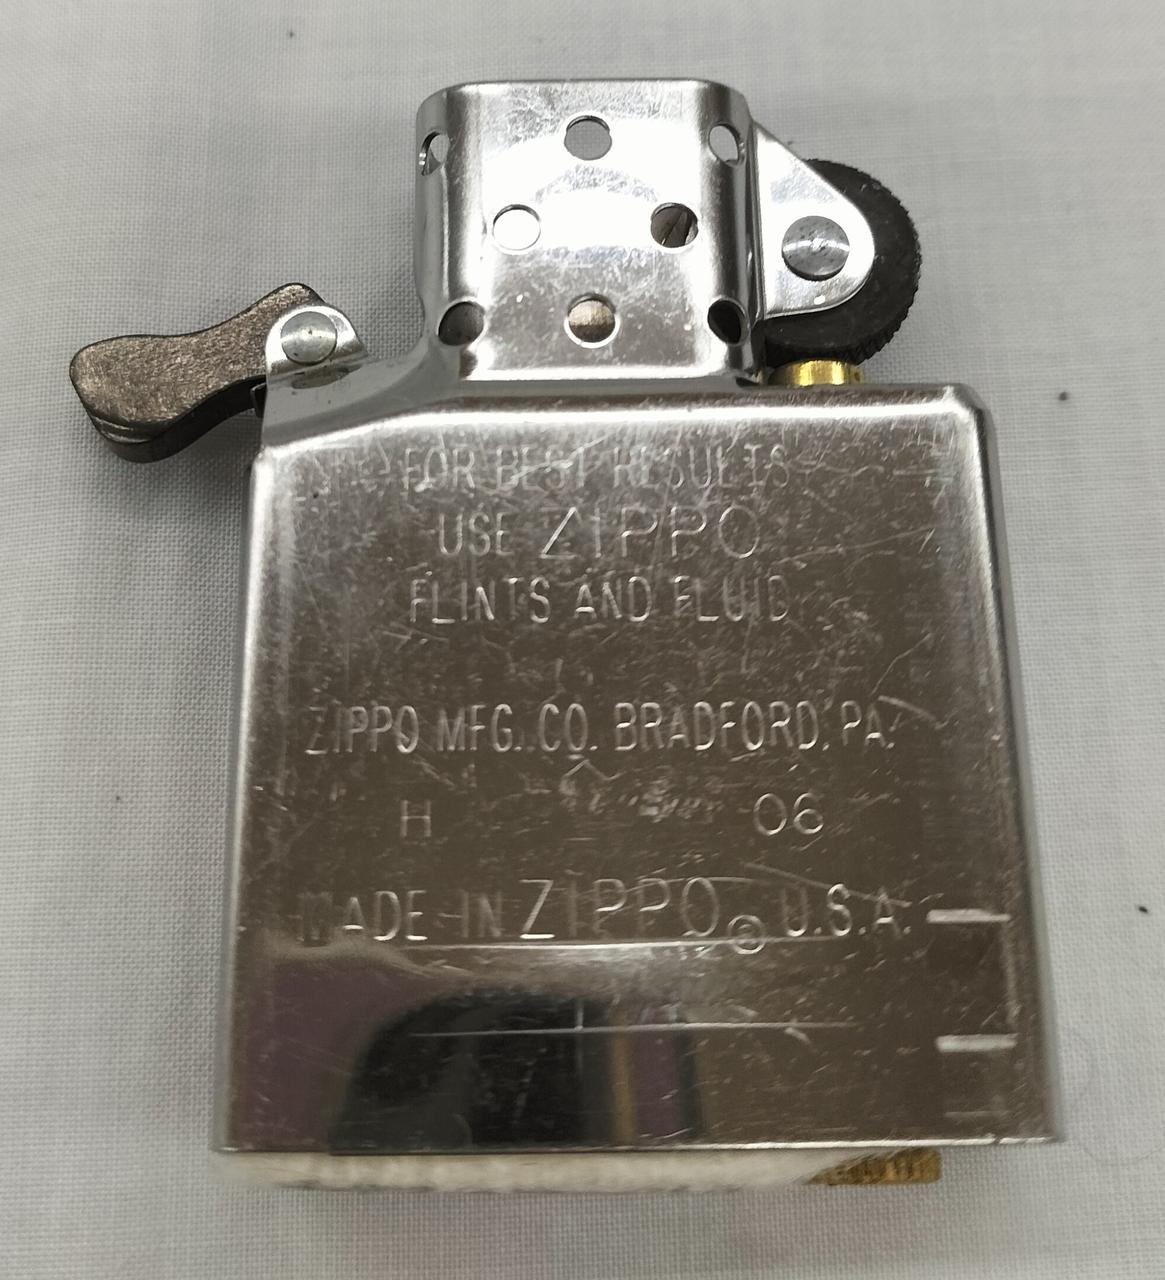 FOR BEST RESULTS
USE ZIPPO
FLINTS AND FLUID
ZIPPO MFG. CO. BRADFORD, PA.
H 06
MADE IN ZIPPO® U.S.A.